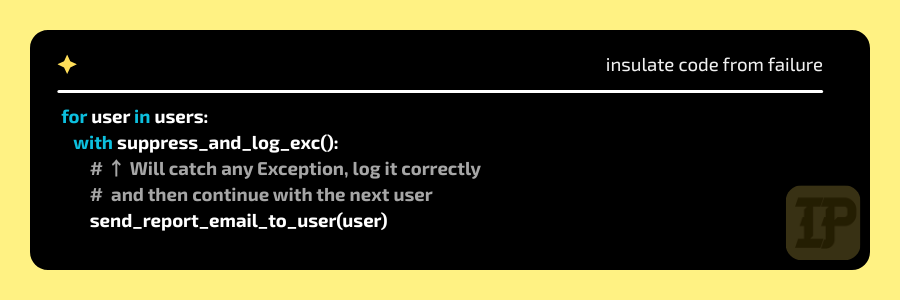 insulate code from failure
for user in users:
with suppress_and_log_exc():
# ↑ Will catch any Exception, log it correctly
# and then continue with the next user
send_report_email_to_user(user)
IP